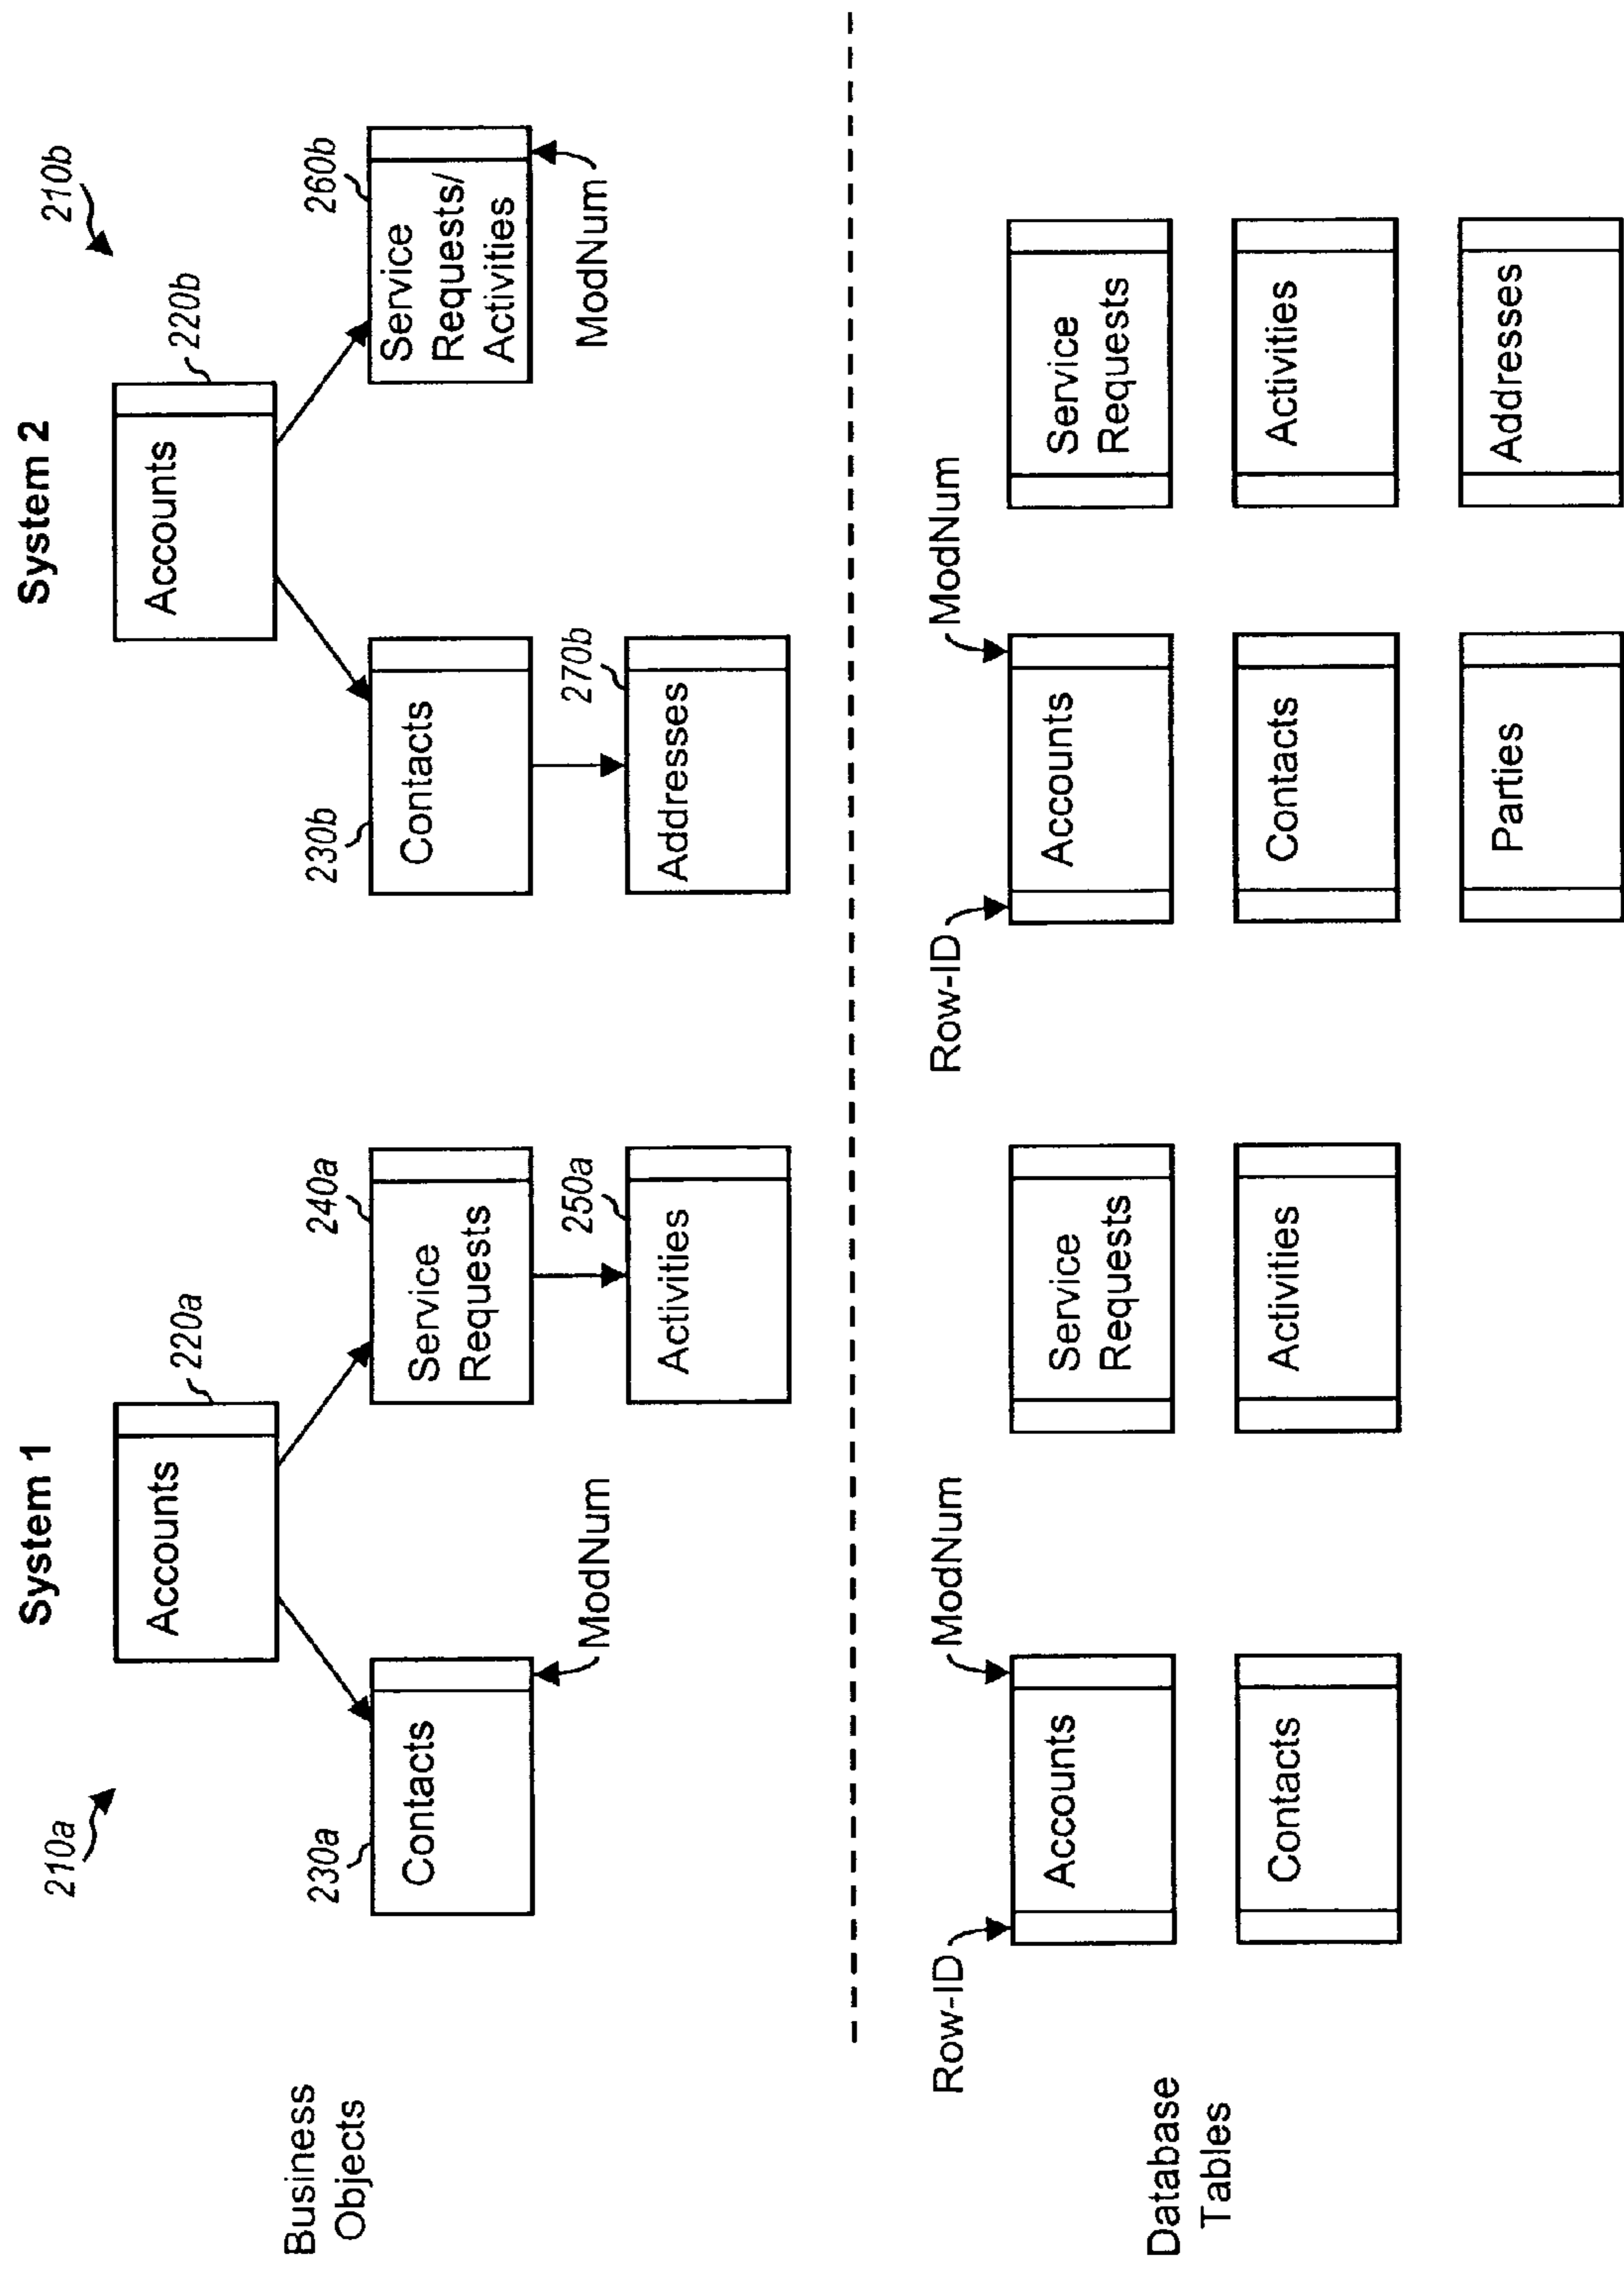 System 1
System 2
210a
210b
Accounts
220a
Accounts
220b
Business
Objects
230a
Contacts
ModNum
240a
Service
Requests
250a
Activities
230b
Contacts
270b
Addresses
260b
Service
Requests/
Activities
ModNum
Database
Tables
Row-ID
ModNum
Accounts
Service
Requests
Contacts
Activities
Row-ID
ModNum
Accounts
Service
Requests
Contacts
Activities
Parties
Addresses